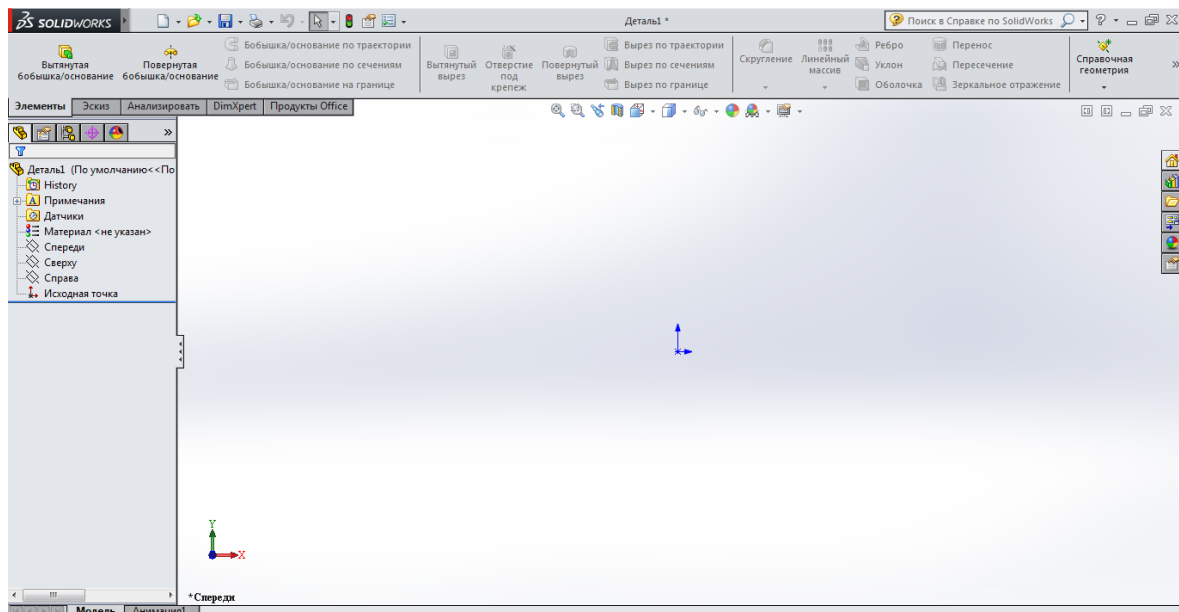 SOLIDWORKS
Деталь1 *
Поиск в Справке по SolidWorks
Вытянутая
бобышка/основание
Повернутая
бобышка/основание
Бобышка/основание по траектории
Бобышка/основание по сечениям
Бобышка/основание на границе
Вытянутый
вырез
Отверстие
под
крепеж
Повернутый
вырез
Вырез по траектории
Вырез по сечениям
Вырез по границе
Скругление
Линейный
массив
Ребро
Уклон
Оболочка
Перенос
Пересечение
Зеркальное отражение
Справочная
геометрия
Элементы
Эскиз
Анализировать
DimXpert
Продукты Office
Деталь1 (По умолчанию<<По
History
Примечания
Датчики
Материал <не указан>
Спереди
Сверху
Справа
Исходная точка
Y
X
*Спереди
Модель
Анимация1